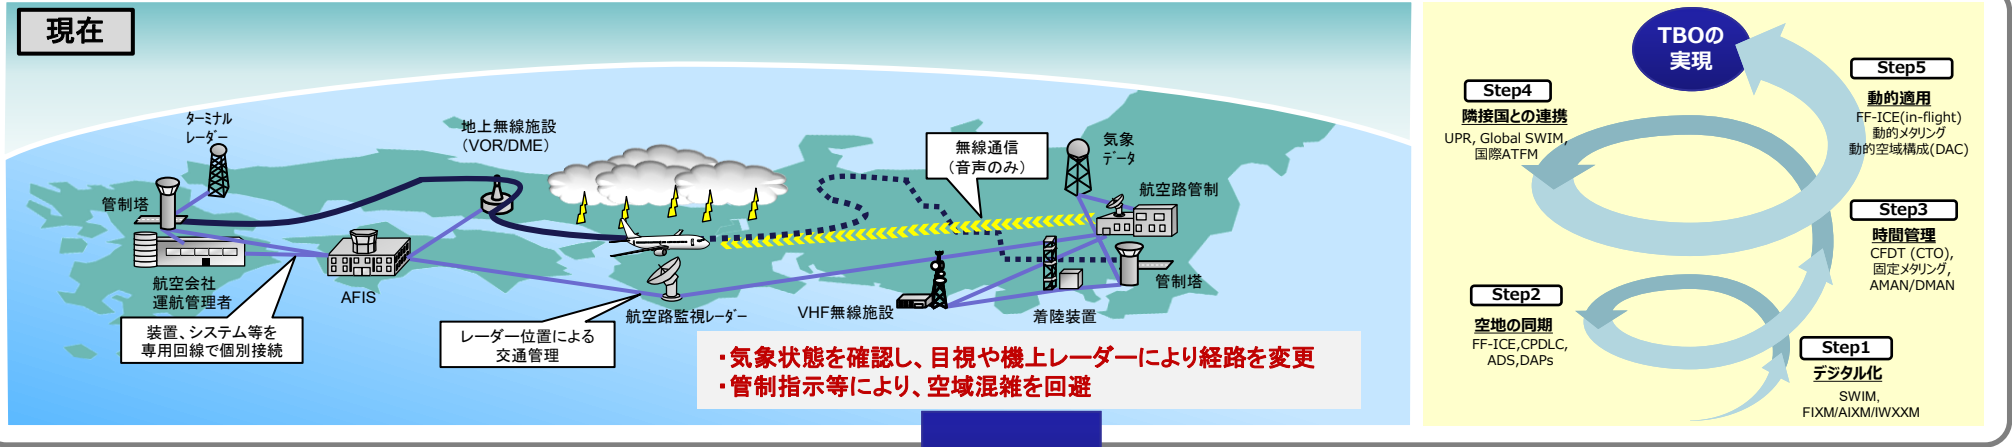 現在
ターミナル
レーダー
地上無線施設
（VOR/DME）
無線通信
（音声のみ）
気象
データ
航空路管制
管制塔
航空会社
運航管理者
AFIS
装置、システム等を
専用回線で個別接続
レーダー位置による
交通管理
航空路監視レーダー
VHF無線施設
着陸装置
管制塔
・気象状態を確認し、目視や機上レーダーにより経路を変更
・管制指示等により、空域混雑を回避
TBOの
実現
Step5
動的適用
FF-ICE(in-flight)
動的メタリング
動的空域構成(DAC)
Step4
隣接国との連携
UPR, Global SWIM,
国際ATFM
Step3
時間管理
CFDT (CTO),
固定メタリング,
AMAN/DMAN
Step2
空地の同期
FF-ICE,CPDLC,
ADS,DAPs
Step1
デジタル化
SWIM,
FIXM/AIXM/IWXXM